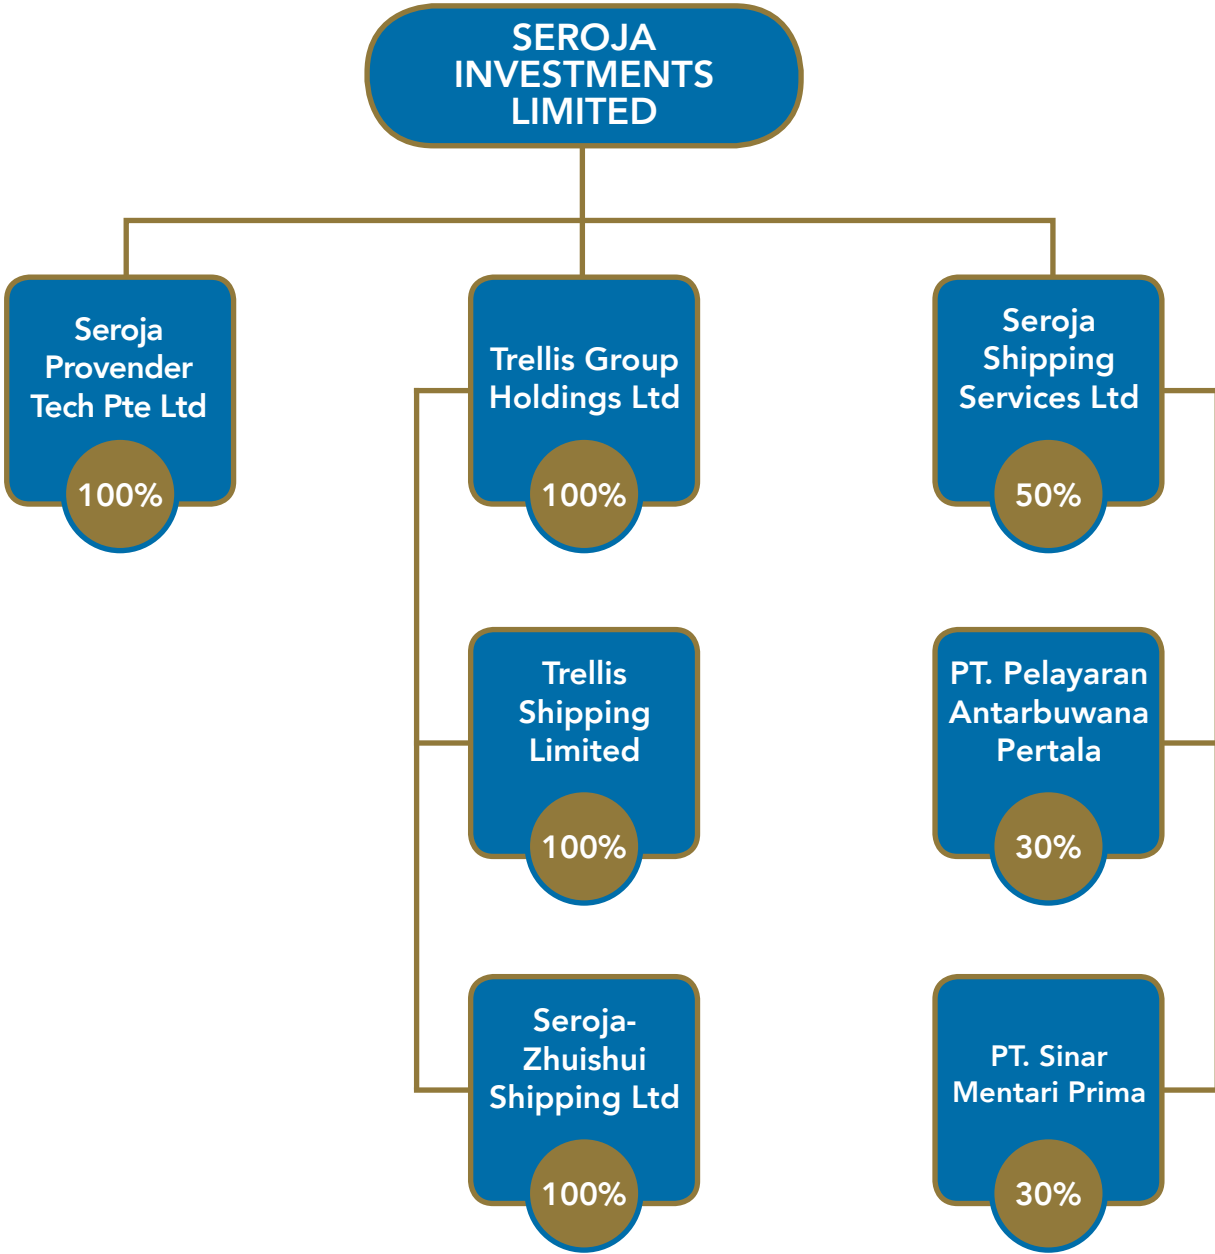 SEROJA
INVESTMENTS
LIMITED
Seroja
Provender
Tech Pte Ltd
100%
Trellis Group
Holdings Ltd
100%
Seroja
Shipping
Services Ltd
50%
Trellis
Shipping
Limited
100%
PT. Pelayaran
Antarbuwana
Pertala
30%
Seroja-
Zhuishui
Shipping Ltd
100%
PT. Sinar
Mentari Prima
30%